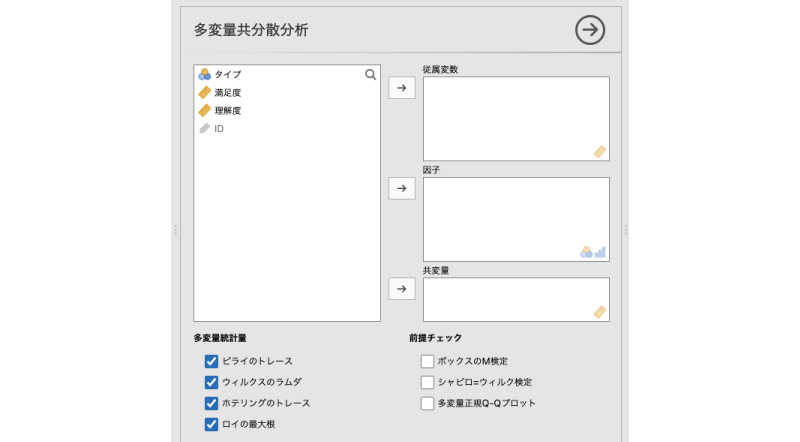 多変量共分散分析
タイプ
満足度
理解度
ID
従属変数
因子
共変量
多変量統計量
ピライのトレース
ウィルクスのラムダ
ホテリングのトレース
ロイの最大根
前提チェック
ボックスのM検定
シャピロ=ウィルク検定
多変量正規Q-Qプロット